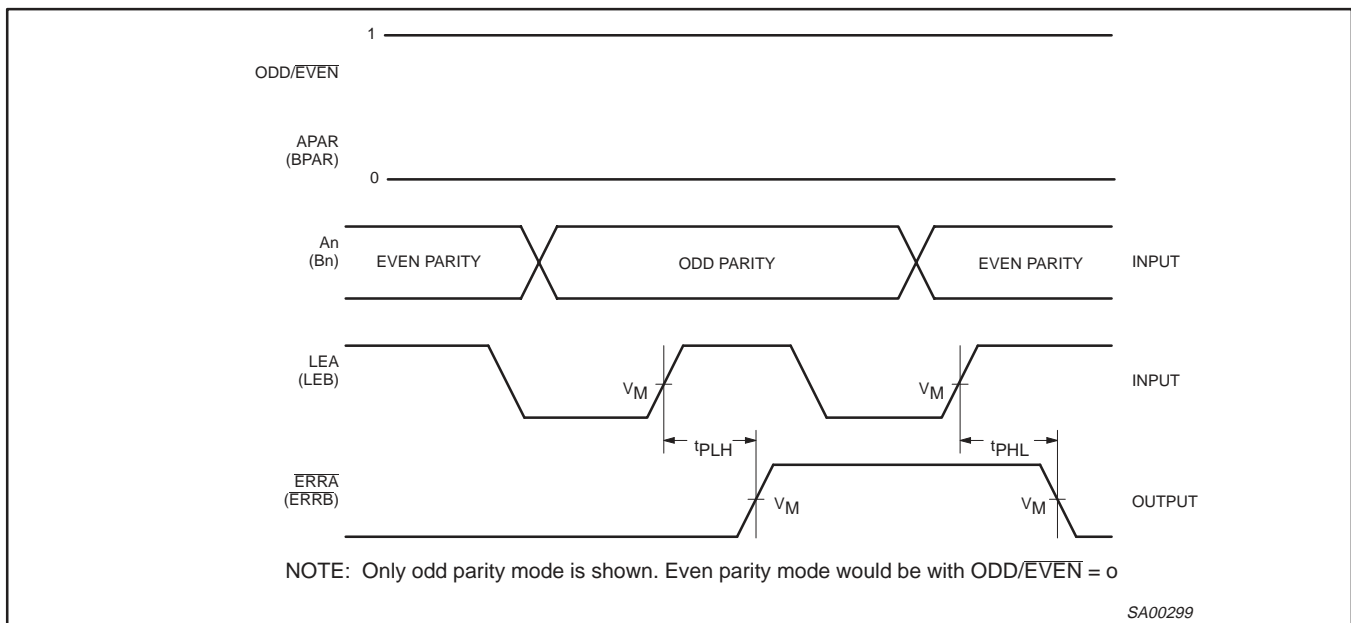 1
ODD/EVEN
APAR
(BPAR)
0
An
(Bn)
EVEN PARITY
ODD PARITY
EVEN PARITY
INPUT
LEA
(LEB)
VM
VM
INPUT
tPLH
tPHL
ERRA
(ERRB)
VM
VM
OUTPUT
NOTE: Only odd parity mode is shown. Even parity mode would be with ODD/EVEN = o
SA00299